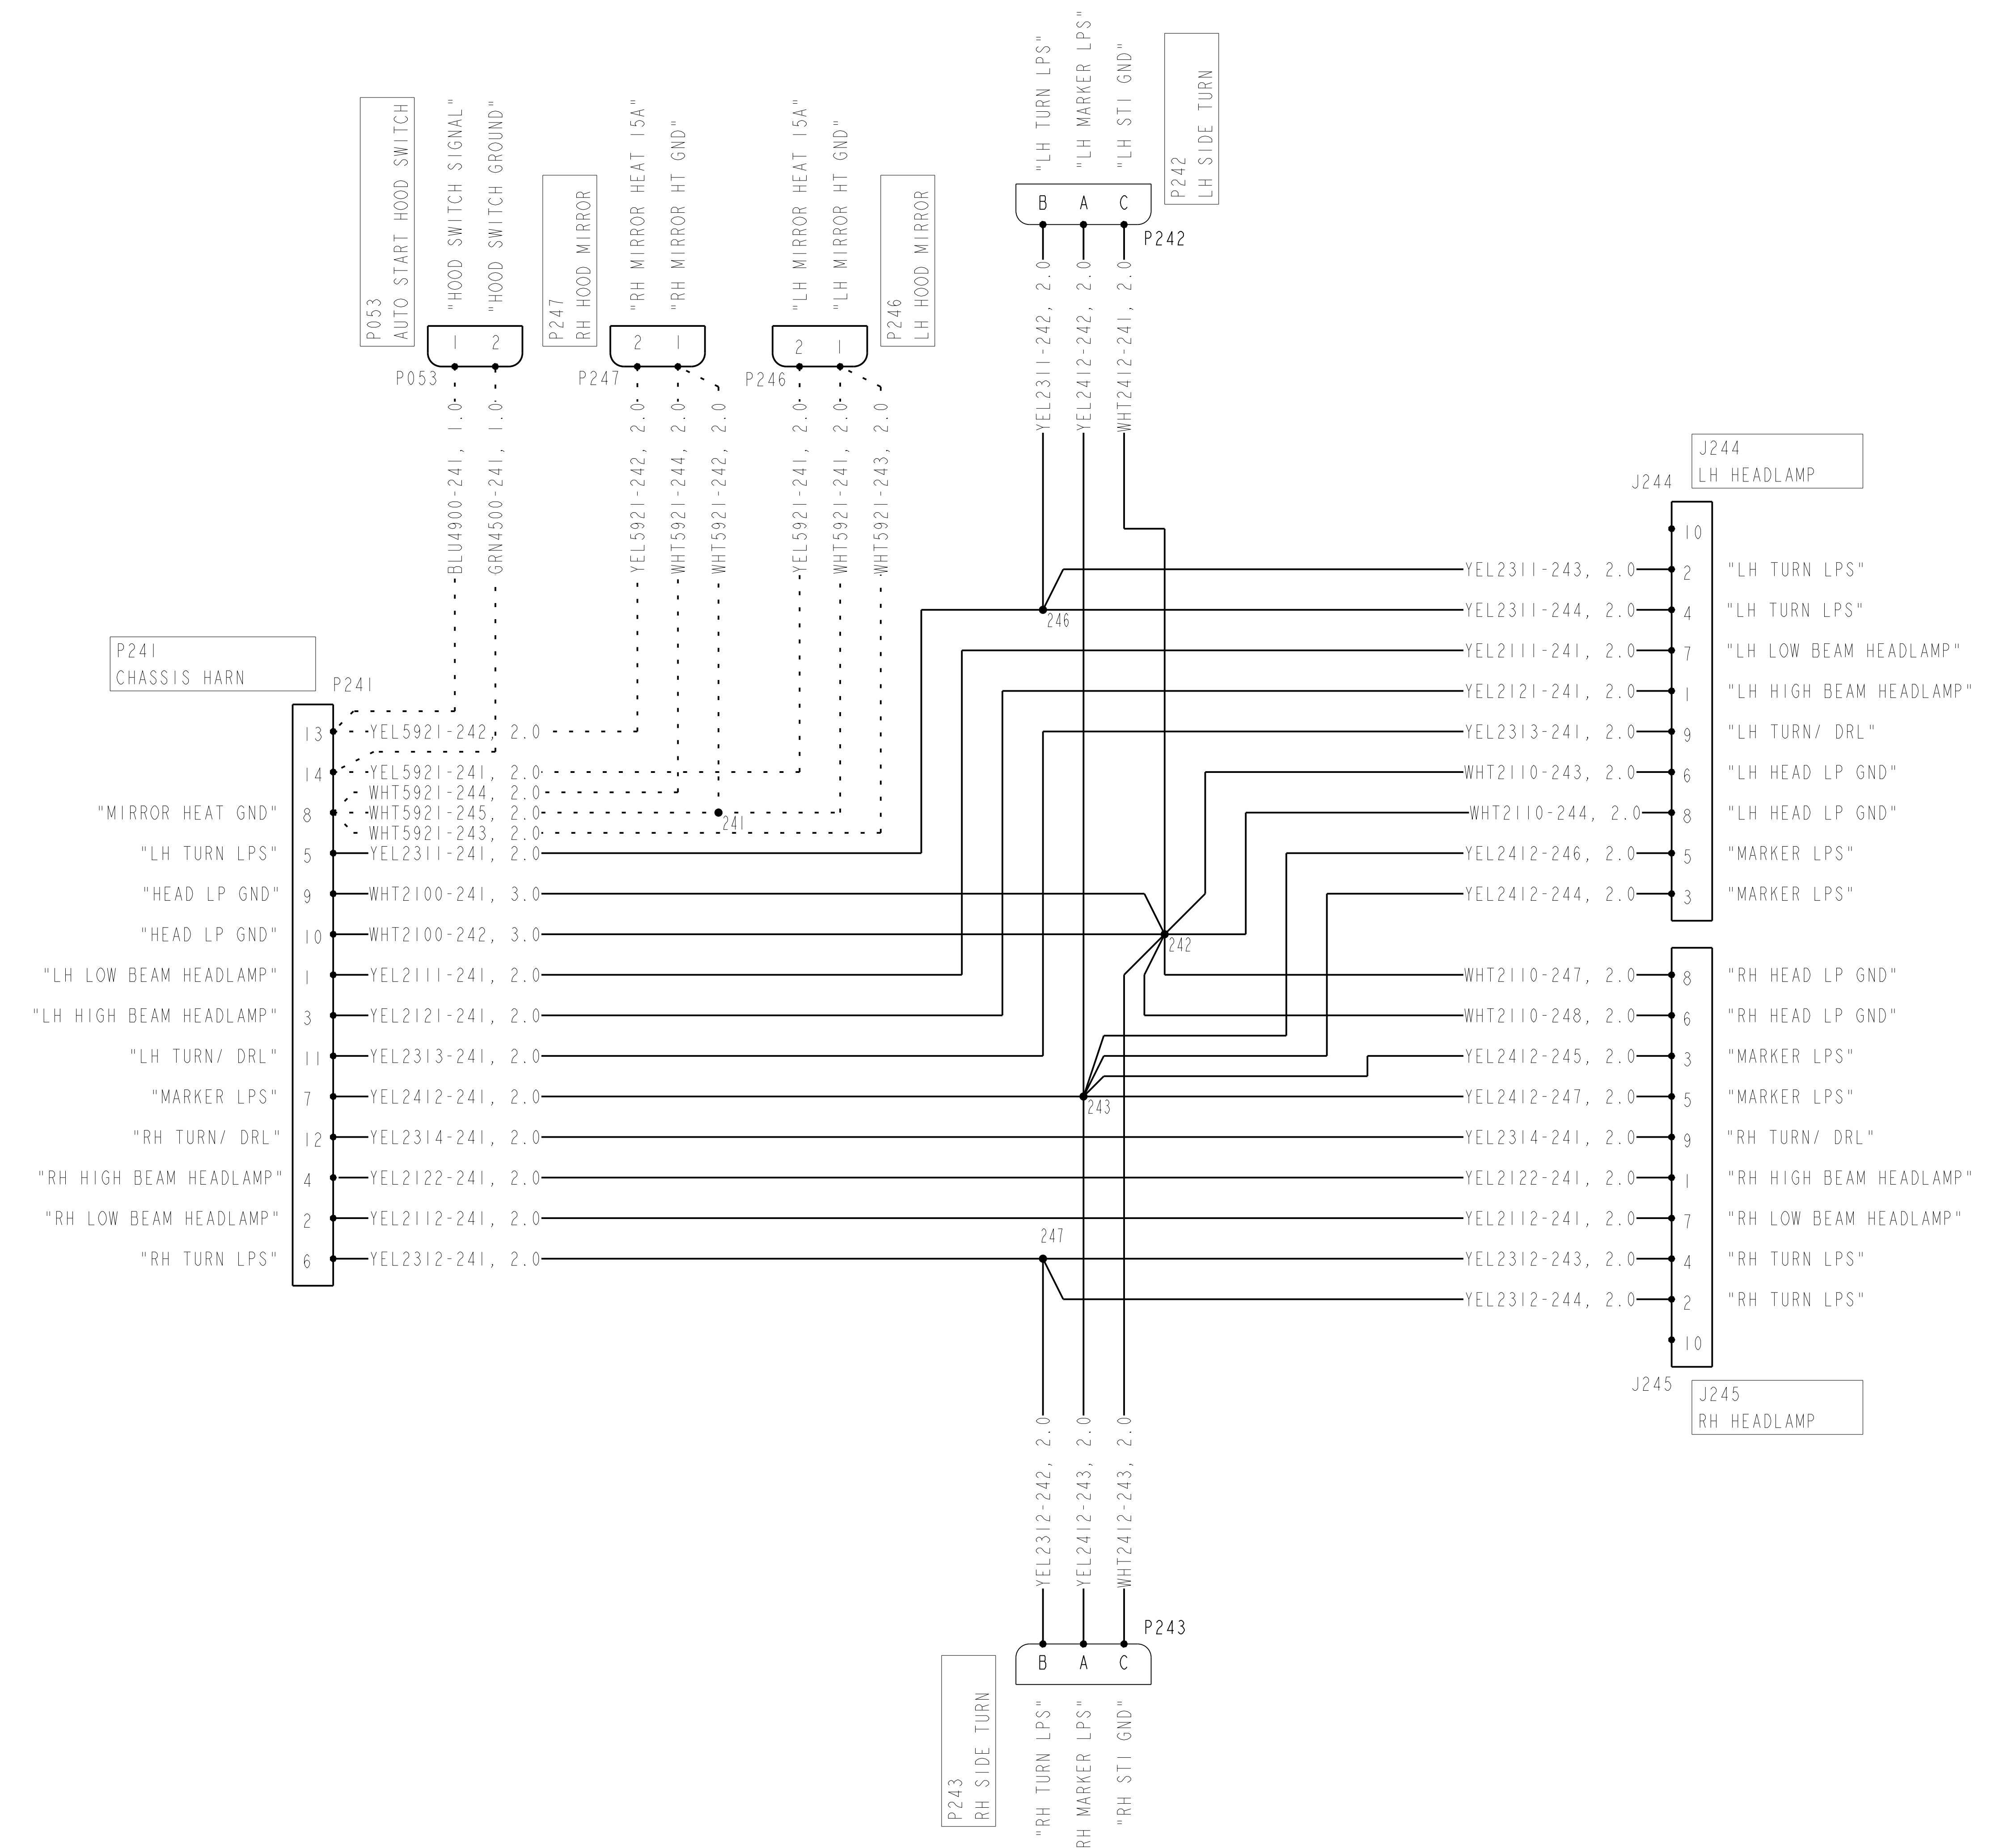 "LH TURN LPS"
"LH MARKER LPS"
"LH STI GND"
P242
LH SIDE TURN
B
A
C
P242
P053
AUTO START HOOD SWITCH
"HOOD SWITCH SIGNAL"
"HOOD SWITCH GROUND"
1
2
P053
P247
RH HOOD MIRROR
"RH MIRROR HEAT 15A"
"RH MIRROR HT GND"
2
1
P247
"LH MIRROR HEAT 15A"
"LH MIRROR HT GND"
2
1
P246
P246
LH HOOD MIRROR
BLU4900-241, 1.0
GRN4500-241, 1.0
YEL5921-242, 2.0
WHT5921-244, 2.0
WHT5921-242, 2.0
YEL5921-241, 2.0
WHT5921-241, 2.0
WHT5921-243, 2.0
YEL2311-242, 2.0
YEL2412-242, 2.0
WHT2412-241, 2.0
P241
CHASSIS HARN
P241
13
YEL5921-242, 2.0
14
YEL5921-241, 2.0
WHT5921-244, 2.0
"MIRROR HEAT GND"
8
WHT5921-245, 2.0
241
WHT5921-243, 2.0
"LH TURN LPS"
5
YEL2311-241, 2.0
"HEAD LP GND"
9
WHT2100-241, 3.0
"HEAD LP GND"
10
WHT2100-242, 3.0
"LH LOW BEAM HEADLAMP"
1
YEL2111-241, 2.0
"LH HIGH BEAM HEADLAMP"
3
YEL2121-241, 2.0
"LH TURN/ DRL"
11
YEL2313-241, 2.0
"MARKER LPS"
7
YEL2412-241, 2.0
"RH TURN/ DRL"
12
YEL2314-241, 2.0
"RH HIGH BEAM HEADLAMP"
4
YEL2122-241, 2.0
"RH LOW BEAM HEADLAMP"
2
YEL2112-241, 2.0
"RH TURN LPS"
6
YEL2312-241, 2.0
246
242
243
247
J244
LH HEADLAMP
J244
10
YEL2311-243, 2.0
2
"LH TURN LPS"
YEL2311-244, 2.0
4
"LH TURN LPS"
YEL2111-241, 2.0
7
"LH LOW BEAM HEADLAMP"
YEL2121-241, 2.0
1
"LH HIGH BEAM HEADLAMP"
YEL2313-241, 2.0
9
"LH TURN/ DRL"
WHT2110-243, 2.0
6
"LH HEAD LP GND"
WHT2110-244, 2.0
8
"LH HEAD LP GND"
YEL2412-246, 2.0
5
"MARKER LPS"
YEL2412-244, 2.0
3
"MARKER LPS"
WHT2110-247, 2.0
8
"RH HEAD LP GND"
WHT2110-248, 2.0
6
"RH HEAD LP GND"
YEL2412-245, 2.0
3
"MARKER LPS"
YEL2412-247, 2.0
5
"MARKER LPS"
YEL2314-241, 2.0
9
"RH TURN/ DRL"
YEL2122-241, 2.0
1
"RH HIGH BEAM HEADLAMP"
YEL2112-241, 2.0
7
"RH LOW BEAM HEADLAMP"
YEL2312-243, 2.0
4
"RH TURN LPS"
YEL2312-244, 2.0
2
"RH TURN LPS"
10
J245
J245
RH HEADLAMP
YEL2312-242, 2.0
YEL2412-243, 2.0
WHT2412-243, 2.0
P243
B
A
C
P243
RH SIDE TURN
"RH TURN LPS"
RH MARKER LPS"
"RH STI GND"